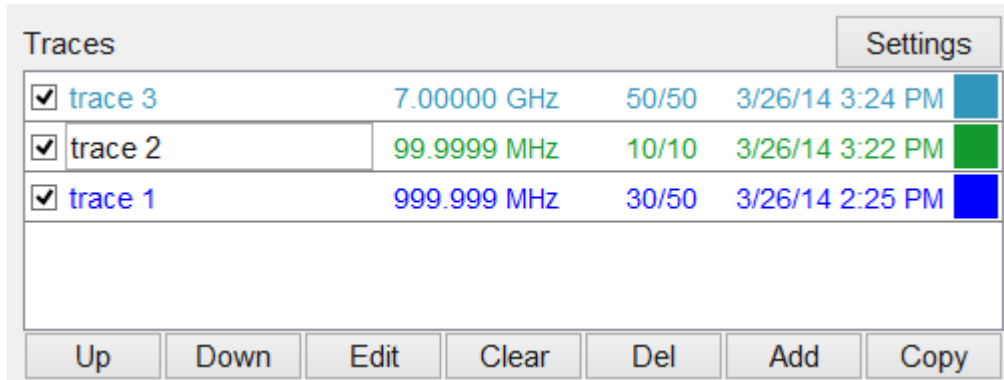 Traces Settings
trace 3 7.00000 GHz 50/50 3/26/14 3:24 PM
trace 2 99.9999 MHz 10/10 3/26/14 3:22 PM
trace 1 999.999 MHz 30/50 3/26/14 2:25 PM
Up Down Edit Clear Del Add Copy